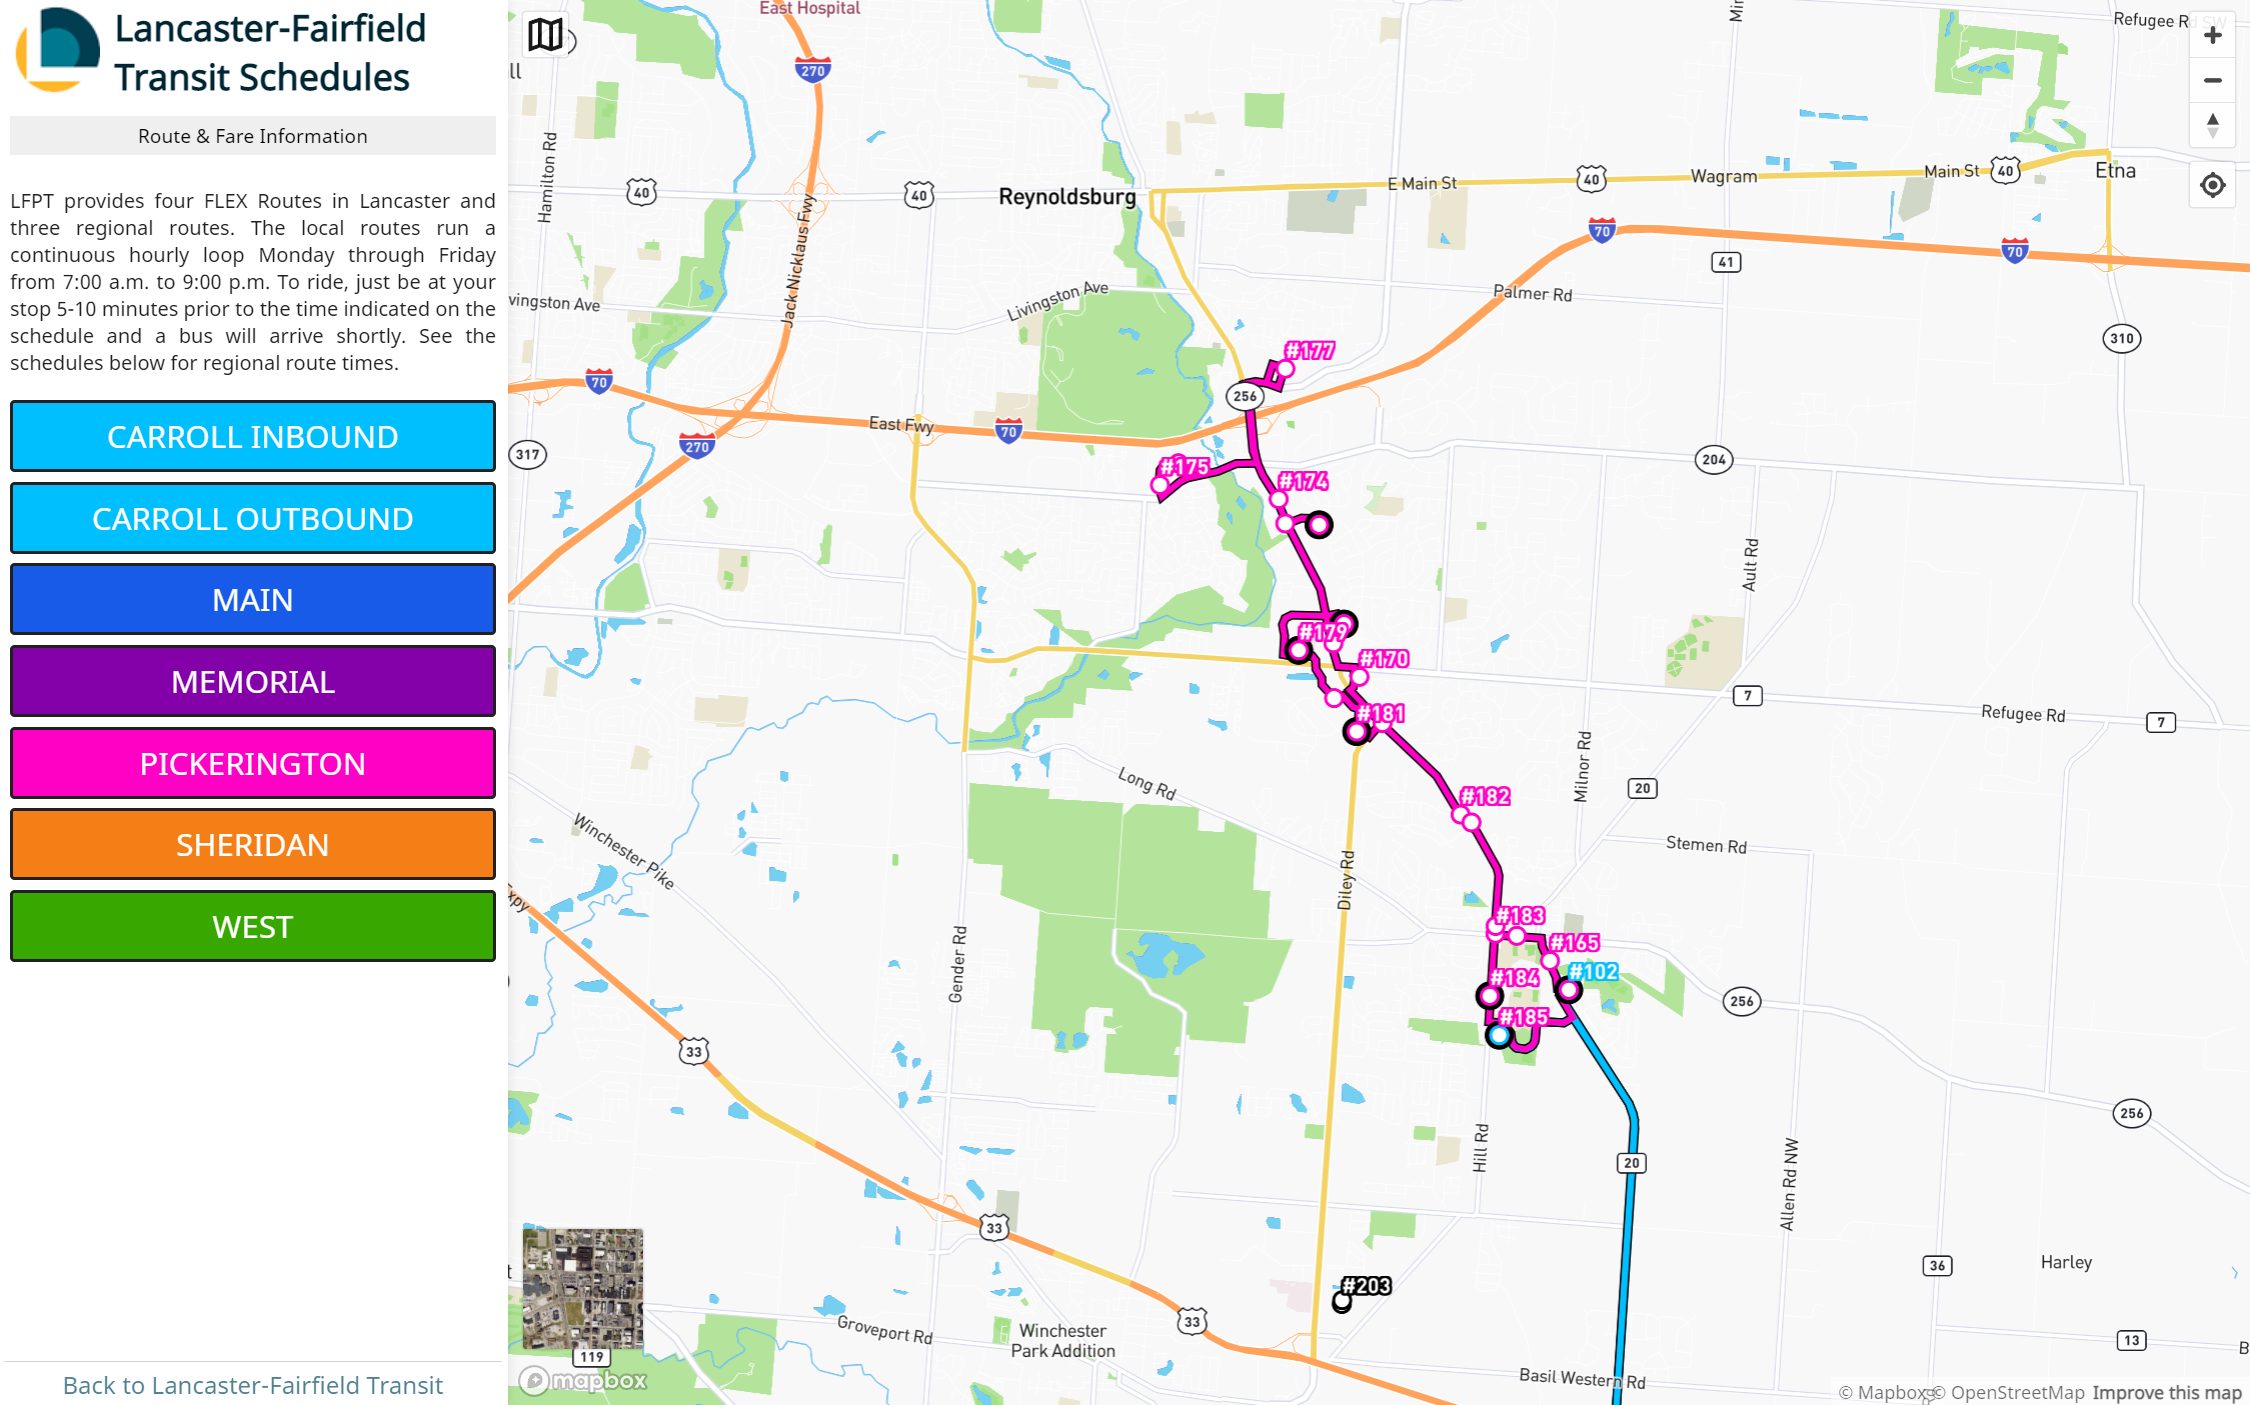 Lancaster-Fairfield
Transit Schedules
Route & Fare Information
LFPT provides four FLEX Routes in Lancaster and
three regional routes. The local routes run a
continuous hourly loop Monday through Friday
from 7:00 a.m. to 9:00 p.m. To ride, just be at your
stop 5-10 minutes prior to the time indicated on the
schedule and a bus will arrive shortly. See the
schedules below for regional route times.
CARROLL INBOUND
CARROLL OUTBOUND
MAIN
MEMORIAL
PICKERINGTON
SHERIDAN
WEST
Back to Lancaster-Fairfield Transit
East Hospital
Refugee Rd SW
ll
270
Hamilton Rd
40
40
Reynoldsburg
E Main St
40
Wagram
Main St
40
Etna
Jack Nicklaus Fwy
70
70
41
vingston Ave
Livingston Ave
Palmer Rd
310
#177
70
256
East Fwy
70
270
317
204
#175
#174
Ault Rd
#179
#170
7
Refugee Rd
7
#181
Long Rd
Milnor Rd
20
#182
Winchester Pike
Stemen Rd
Diley Rd
xpy
#183
Gender Rd
#165
#102
#184
256
#185
33
256
Hill Rd
20
Allen Rd NW
33
36
Harley
#203
33
Groveport Rd
Winchester
Park Addition
13
B
119
t
Basil Western Rd
mapbox
© Mapbox © OpenStreetMap Improve this map